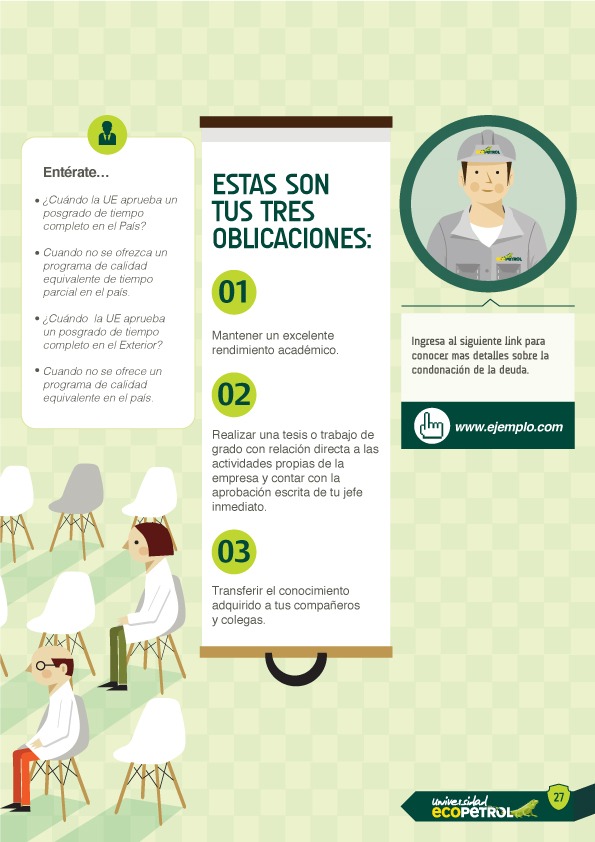 Entérate...
• ¿Cuándo la UE aprueba un
posgrado de tiempo
completo en el País?
• Cuando no se ofrezca un
programa de calidad
equivalente de tiempo
parcial en el país.
• ¿Cuándo la UE aprueba
un posgrado de tiempo
completo en el Exterior?
• Cuando no se ofrece un
programa de calidad
equivalente en el país.
ESTAS SON
TUS TRES
OBLICACIONES:
01
Mantener un excelente
rendimiento académico.
02
Realizar una tesis o trabajo de
grado con relación directa a las
actividades propias de la
empresa y contar con la
aprobación escrita de tu jefe
inmediato.
03
Transferir el conocimiento
adquirido a tus compañeros
y colegas.
ECOPETROL
ECOPETROL
Ingresa al siguiente link para
conocer mas detalles sobre la
condonación de la deuda.
www.ejemplo.com
Universidad
ECOPETROL
27